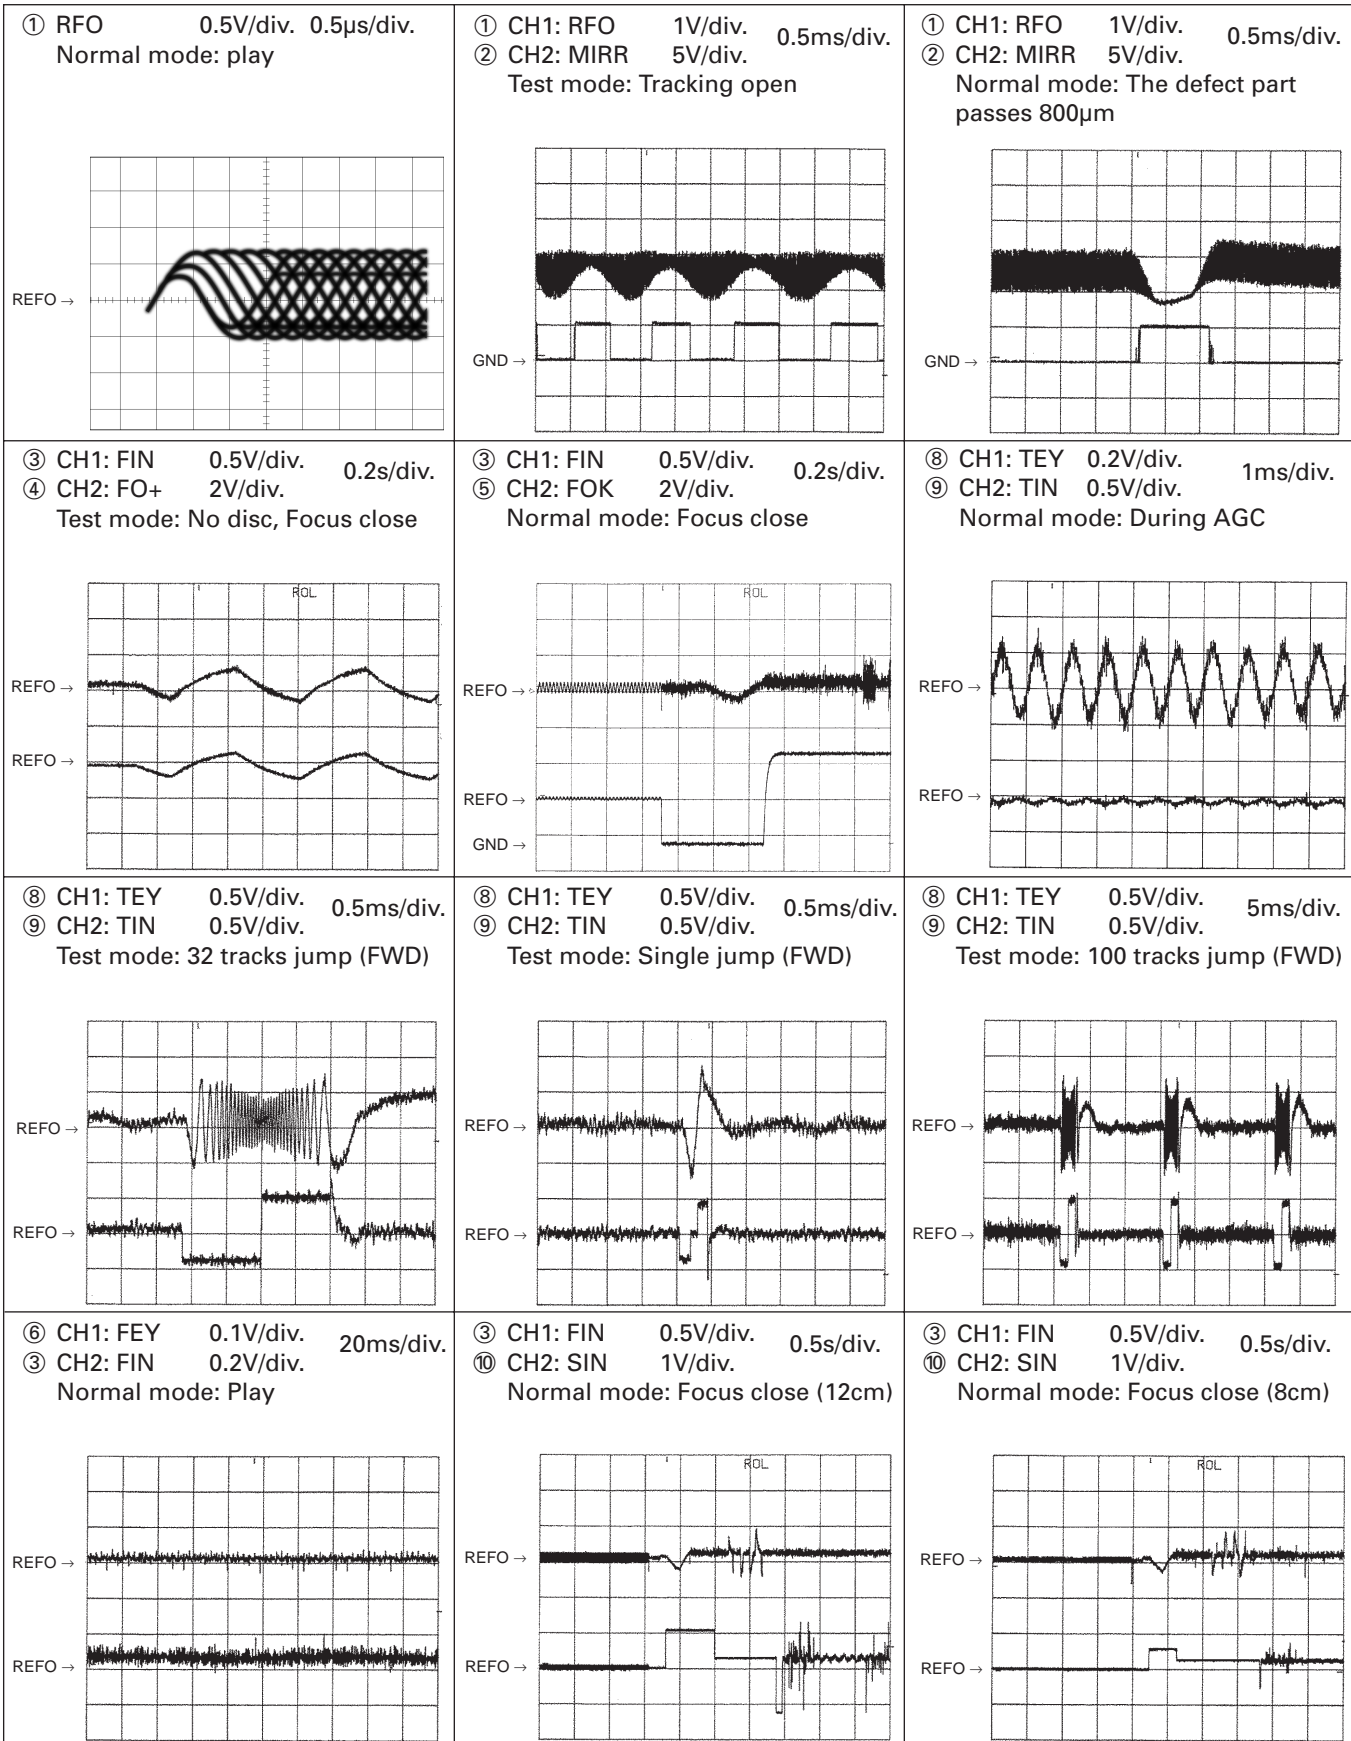 ① RFO 0.5V/div. 0.5µs/div.
Normal mode: play
REFO →
① CH1: RFO 1V/div. 0.5ms/div.
② CH2: MIRR 5V/div.
Test mode: Tracking open
GND →
① CH1: RFO 1V/div. 0.5ms/div.
② CH2: MIRR 5V/div.
Normal mode: The defect part
passes 800µm
GND →
③ CH1: FIN 0.5V/div. 0.2s/div.
④ CH2: FO+ 2V/div.
Test mode: No disc, Focus close
ROL
REFO →
REFO →
③ CH1: FIN 0.5V/div. 0.2s/div.
⑤ CH2: FOK 2V/div.
Normal mode: Focus close
ROL
REFO →
REFO →
GND →
⑧ CH1: TEY 0.2V/div. 1ms/div.
⑨ CH2: TIN 0.5V/div.
Normal mode: During AGC
REFO →
REFO →
⑧ CH1: TEY 0.5V/div. 0.5ms/div.
⑨ CH2: TIN 0.5V/div.
Test mode: 32 tracks jump (FWD)
REFO →
REFO →
⑧ CH1: TEY 0.5V/div. 0.5ms/div.
⑨ CH2: TIN 0.5V/div.
Test mode: Single jump (FWD)
REFO →
REFO →
⑧ CH1: TEY 0.5V/div. 5ms/div.
⑨ CH2: TIN 0.5V/div.
Test mode: 100 tracks jump (FWD)
REFO →
REFO →
⑥ CH1: FEY 0.1V/div. 20ms/div.
③ CH2: FIN 0.2V/div.
Normal mode: Play
REFO →
REFO →
③ CH1: FIN 0.5V/div. 0.5s/div.
⑩ CH2: SIN 1V/div.
Normal mode: Focus close (12cm)
ROL
REFO →
REFO →
③ CH1: FIN 0.5V/div. 0.5s/div.
⑩ CH2: SIN 1V/div.
Normal mode: Focus close (8cm)
ROL
REFO →
REFO →